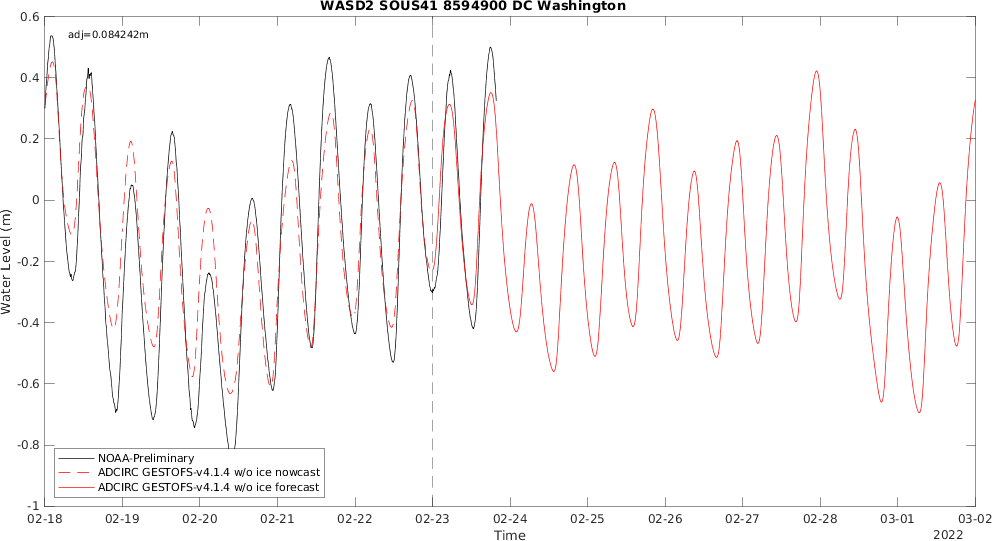 WASD2 SOUS41 8594900 DC Washington
adj=0.084242m
0.6
0.4
0.2
0
-0.2
-0.4
-0.6
-0.8
-1
Water Level (m)
NOAA-Preliminary
ADCIRC GESTOFS-v4.1.4 w/o ice nowcast
ADCIRC GESTOFS-v4.1.4 w/o ice forecast
02-18 02-19 02-20 02-21 02-22 02-23 02-24 02-25 02-26 02-27 02-28 03-01 03-02
Time
2022